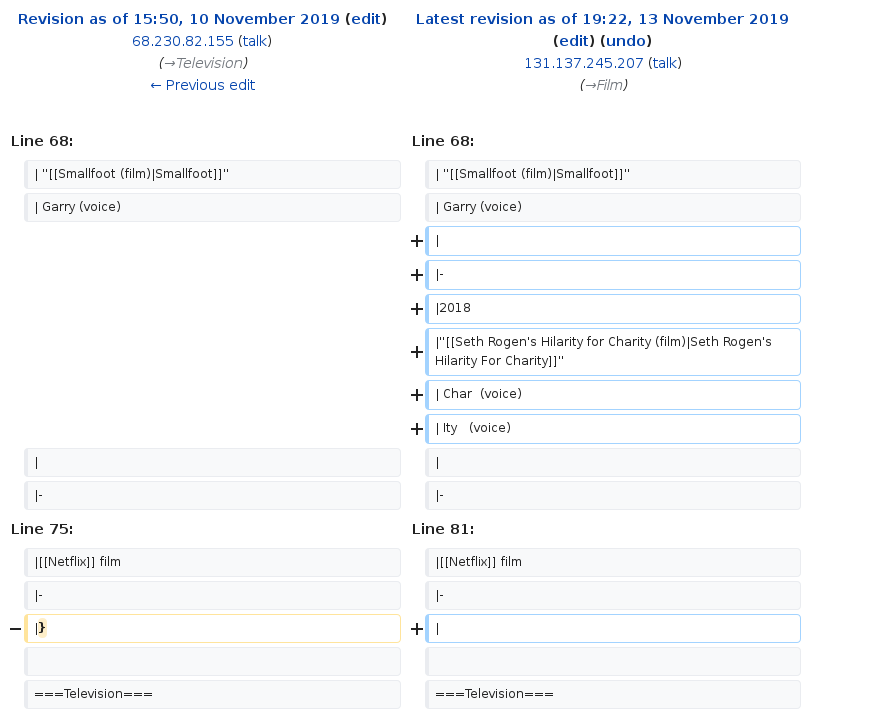 Revision as of 15:50, 10 November 2019 (edit)
68.230.82.155 (talk)
(→Television)
← Previous edit
Latest revision as of 19:22, 13 November 2019
(edit) (undo)
131.137.245.207 (talk)
(→Film)
Line 68:
Line 68:
| ''[[Smallfoot (film)|Smallfoot]]''
| ''[[Smallfoot (film)|Smallfoot]]''
| Garry (voice)
| Garry (voice)
+ |
+ |-
+ |2018
+ |''[[Seth Rogen's Hilarity for Charity (film)|Seth Rogen's
Hilarity For Charity]]''
+ | Char  (voice)
+ | Ity   (voice)
|
|
|-
|-
Line 75:
Line 81:
|[[Netflix]] film
|[[Netflix]] film
|-
|-
− |}
+ |
===Television===
===Television===